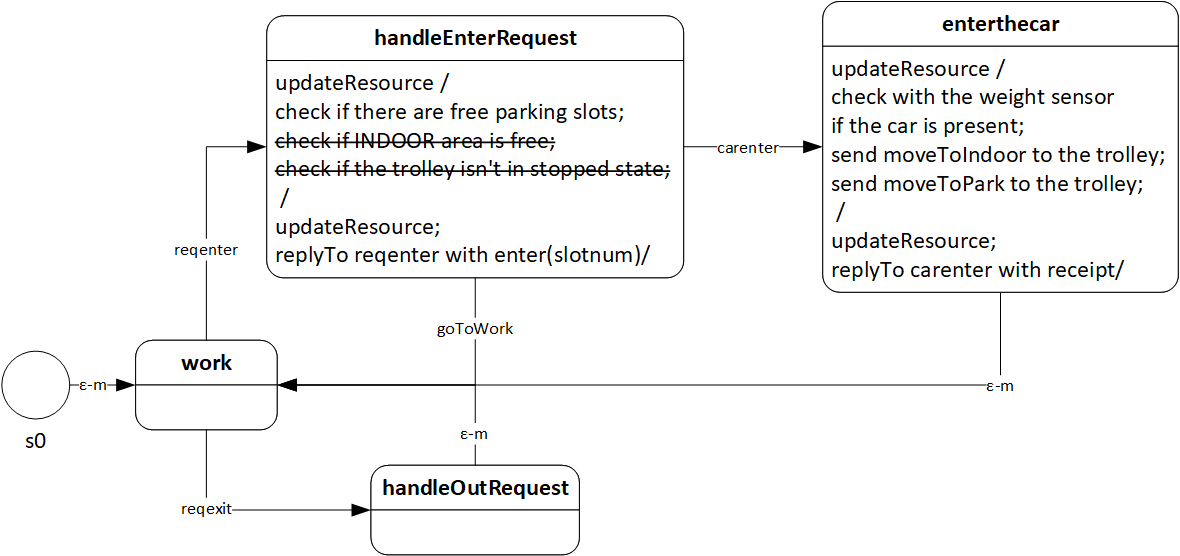 handleEnterRequest
updateResource /
check if there are free parking slots;
check if INDOOR area is free;
check if the trolley isn't in stopped state;
/
updateResource;
replyTo reqenter with enter(slotnum)/
carenter
enterthecar
updateResource /
check with the weight sensor
if the car is present;
send moveToIndoor to the trolley;
send moveToPark to the trolley;
/
updateResource;
replyTo carenter with receipt/
reqenter
goToWork
work
ε-m
ε-m
s0
ε-m
handleOutRequest
reqexit